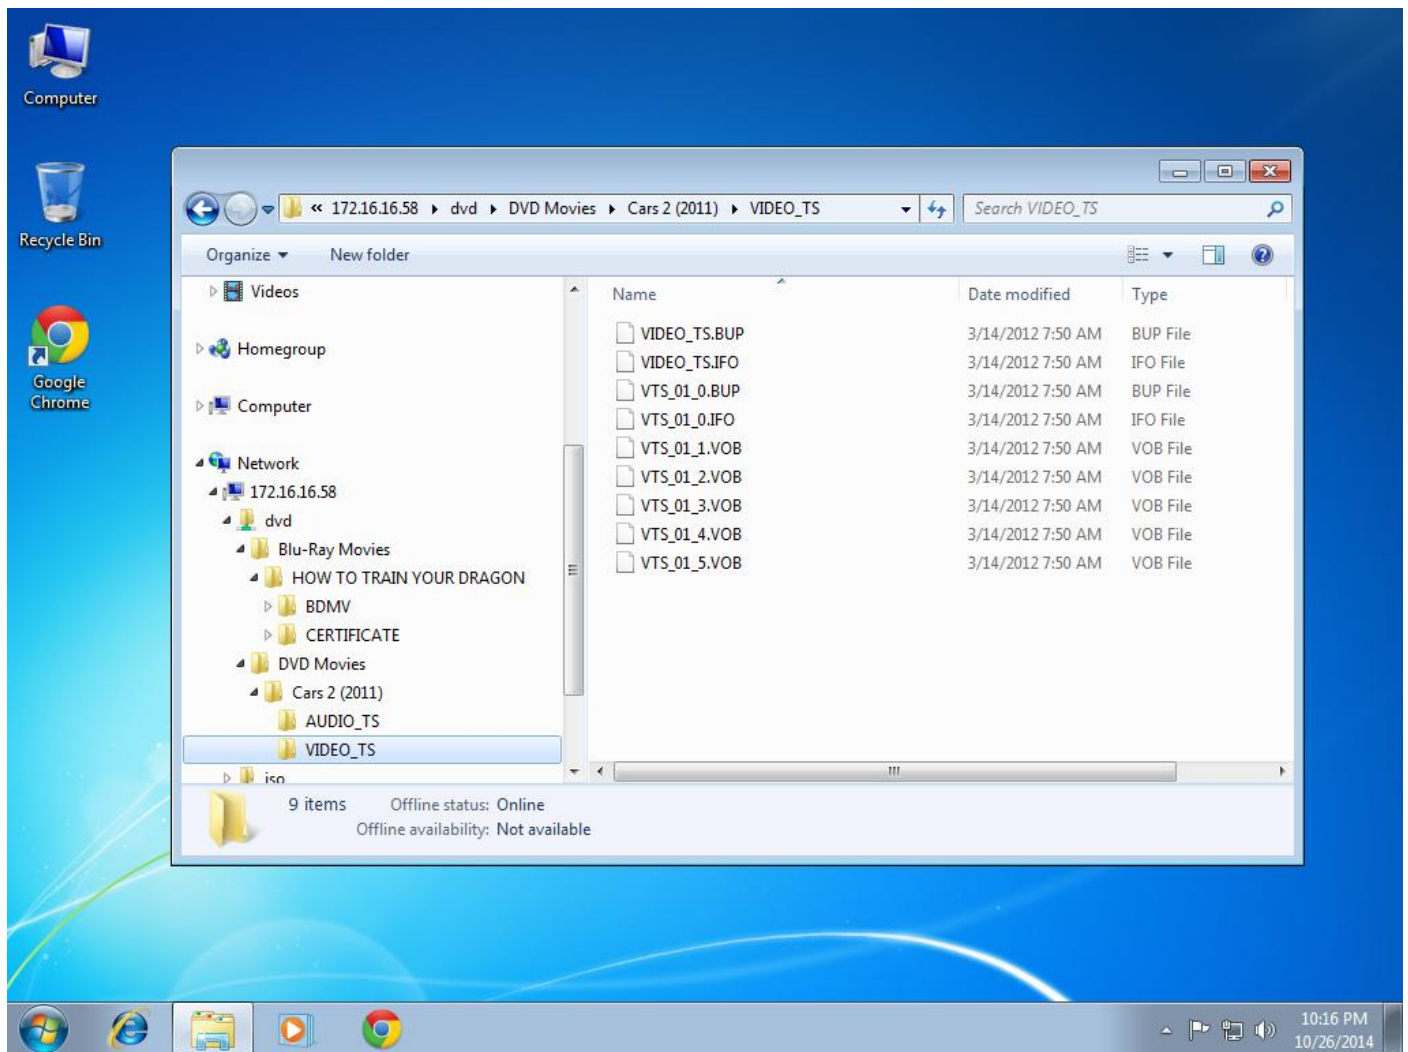 Computer
Recycle Bin
Google
Chrome
« 172.16.16.58 ▸ dvd ▸ DVD Movies ▸ Cars 2 (2011) ▸ VIDEO_TS
Search VIDEO_TS
Organize
New folder
Videos
Homegroup
Computer
Network
172.16.16.58
dvd
Blu-Ray Movies
HOW TO TRAIN YOUR DRAGON
BDMV
CERTIFICATE
DVD Movies
Cars 2 (2011)
AUDIO_TS
VIDEO_TS
iso
Name Date modified Type
VIDEO_TS.BUP 3/14/2012 7:50 AM BUP File
VIDEO_TS.IFO 3/14/2012 7:50 AM IFO File
VTS_01_0.BUP 3/14/2012 7:50 AM BUP File
VTS_01_0.IFO 3/14/2012 7:50 AM IFO File
VTS_01_1.VOB 3/14/2012 7:50 AM VOB File
VTS_01_2.VOB 3/14/2012 7:50 AM VOB File
VTS_01_3.VOB 3/14/2012 7:50 AM VOB File
VTS_01_4.VOB 3/14/2012 7:50 AM VOB File
VTS_01_5.VOB 3/14/2012 7:50 AM VOB File
9 items Offline status: Online
Offline availability: Not available
10:16 PM
10/26/2014